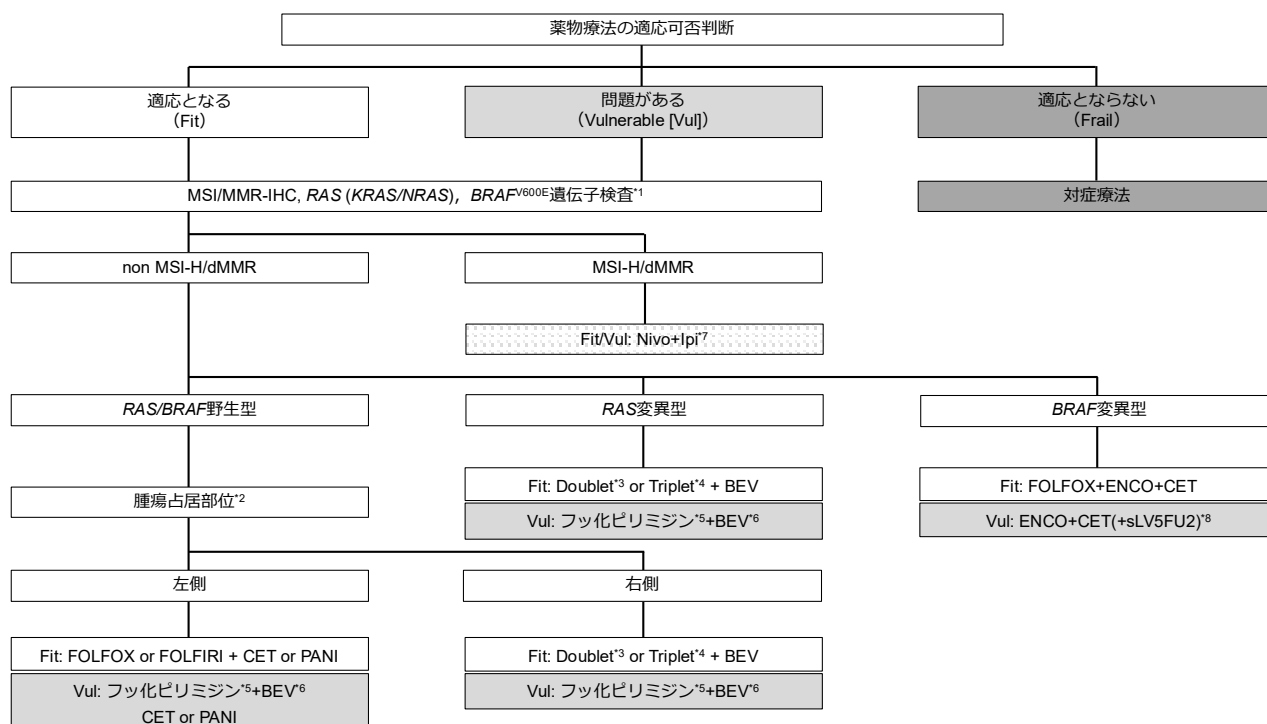 薬物療法の適応可否判断
適応となる
（Fit）
問題がある
（Vulnerable [Vul]）
適応とならない
（Frail）
MSI/MMR-IHC, RAS (KRAS/NRAS)，BRAFV600E遺伝子検査*1
対症療法
non MSI-H/dMMR
MSI-H/dMMR
Fit/Vul: Nivo+Ipi*7
RAS/BRAF野生型
RAS変異型
BRAF変異型
腫瘍占居部位*2
Fit: Doublet*3 or Triplet*4 + BEV
Vul: フッ化ピリミジン*5+BEV*6
Fit: FOLFOX+ENCO+CET
Vul: ENCO+CET(+sLV5FU2)*8
左側
右側
Fit: FOLFOX or FOLFIRI + CET or PANI
Vul: フッ化ピリミジン*5+BEV*6
CET or PANI
Fit: Doublet*3 or Triplet*4 + BEV
Vul: フッ化ピリミジン*5+BEV*6